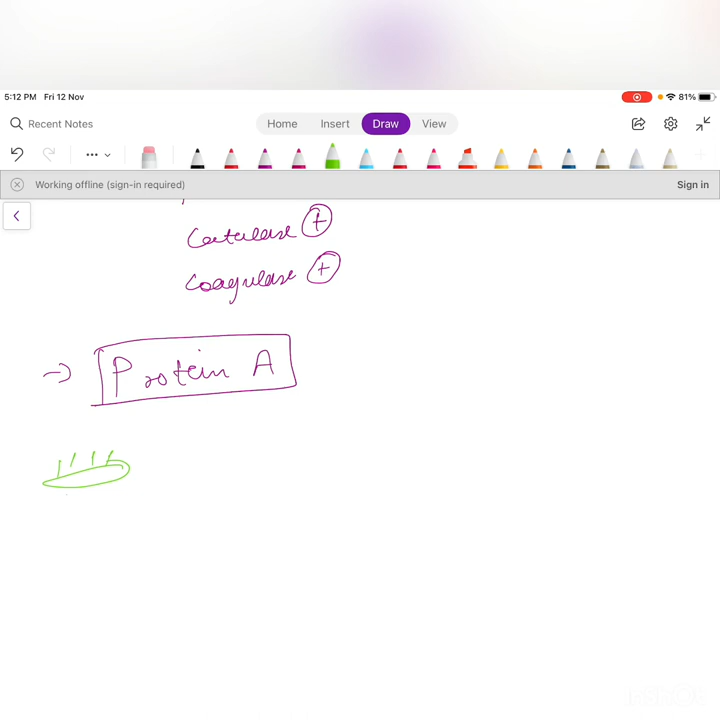 5:12 PM Fri 12 Nov
81%
Recent Notes
Home Insert Draw View
Working offline (sign-in required)
Sign in
Catalase +
Coagulase +
→ Protein A
InShot